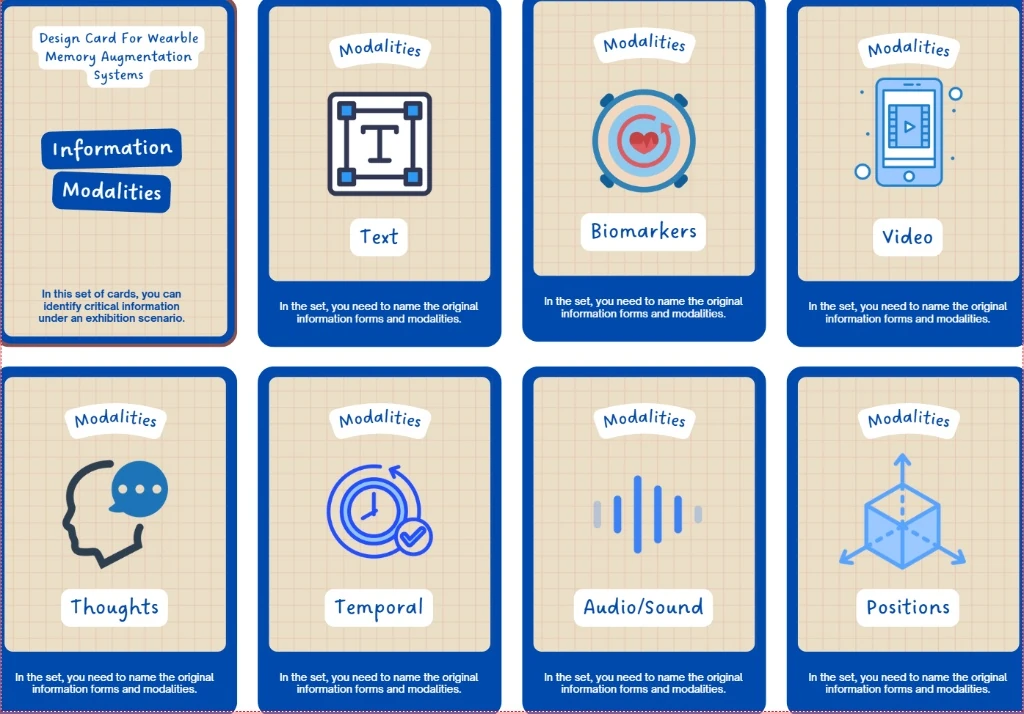 Design Card For Wearble
Memory Augmentation
Systems
Information
Modalities
In this set of cards, you can
identify critical information
under an exhibition scenario.
Modalities
T
Text
In the set, you need to name the original
information forms and modalities.
Modalities
Biomarkers
In the set, you need to name the original
information forms and modalities.
Modalities
Video
In the set, you need to name the original
information forms and modalities.
Modalities
Thoughts
In the set, you need to name the original
information forms and modalities.
Modalities
Temporal
In the set, you need to name the original
information forms and modalities.
Modalities
Audio/Sound
In the set, you need to name the original
information forms and modalities.
Modalities
Positions
In the set, you need to name the original
information forms and modalities.